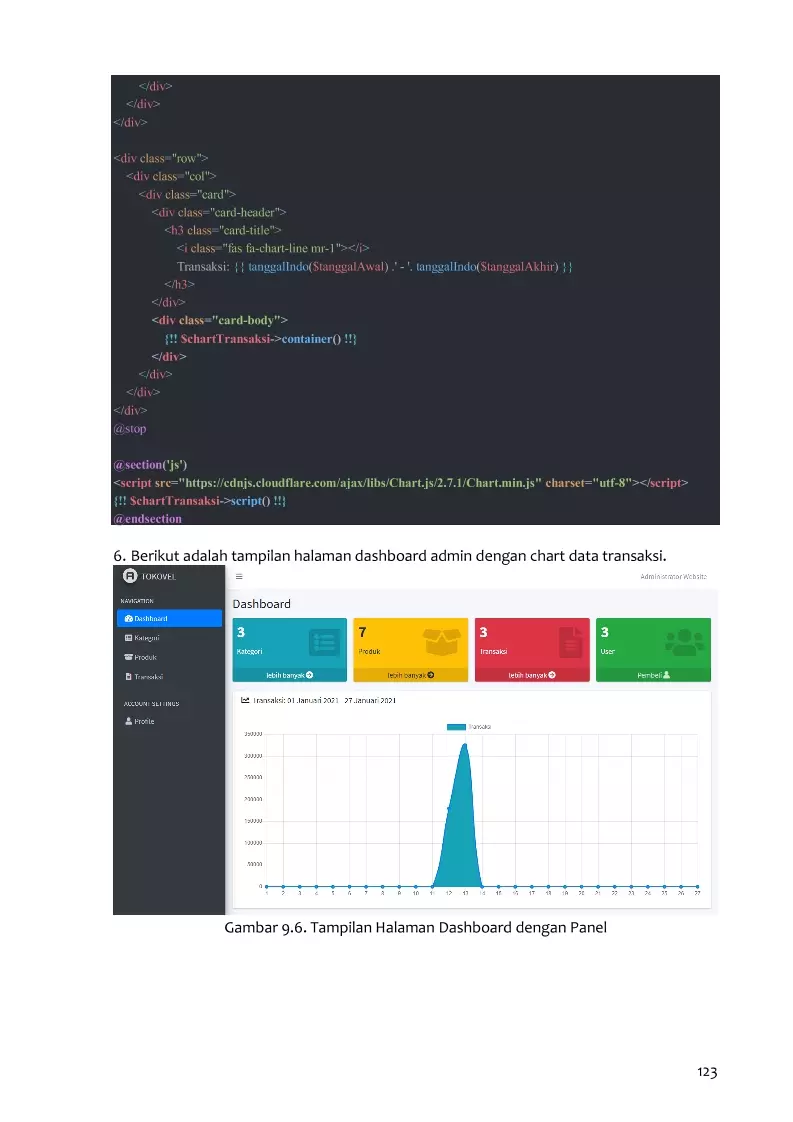 </div>
</div>
</div>
<div class="row">
<div class="col">
<div class="card">
<div class="card-header">
<h3 class="card-title">
<i class="fas fa-chart-line mr-1"></i>
Transaksi: {{ tanggalIndo($tanggalAwal) .' - '. tanggalIndo($tanggalAkhir) }}
</h3>
</div>
<div class="card-body">
{!! $chartTransaksi->container() !!}
</div>
</div>
</div>
</div>
@stop
@section('js')
<script src="https://cdnjs.cloudflare.com/ajax/libs/Chart.js/2.7.1/Chart.min.js" charset="utf-8"></script>
{!! $chartTransaksi->script() !!}
@endsection
6. Berikut adalah tampilan halaman dashboard admin dengan chart data transaksi.
TOKOVEL
Administrator Website
NAVIGATION
Dashboard
Kategori
Produk
Transaksi
ACCOUNT SETTINGS
Profile
Dashboard
3 7 3 3
Kategori Produk Transaksi User
lebih banyak lebih banyak lebih banyak Pembeli
Transaksi: 01 Januari 2021 - 27 Januari 2021
Transaksi
350000
300000
250000
200000
150000
100000
50000
0
1 2 3 4 5 6 7 8 9 10 11 12 13 14 15 16 17 18 19 20 21 22 23 24 25 26 27
Gambar 9.6. Tampilan Halaman Dashboard dengan Panel
123